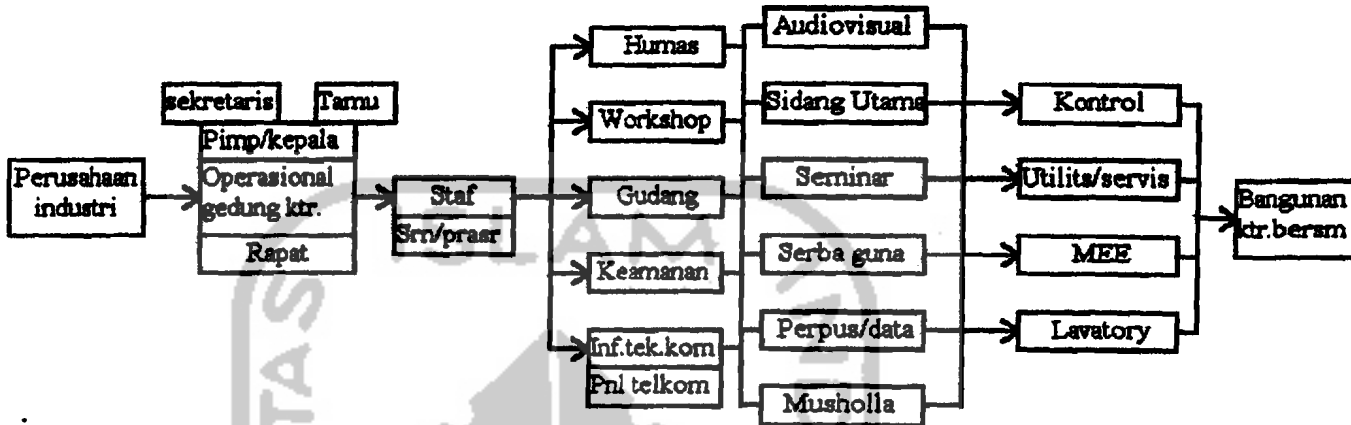 Perusahaan
industri
sekretaris
Tamu
Pimp/kepala
Operasional
gedung ktr.
Rapat
Staf
Srn/prasr
Humas
Workshop
Gudang
Keamanan
Inf.tek.kom
Pnl telkom
Audiovisual
Sidang Utama
Seminar
Serba guna
Perpus/data
Musholla
Kontrol
Utilits/servis
MEE
Lavatory
Bangunan
ktr.bersm
ISLAM